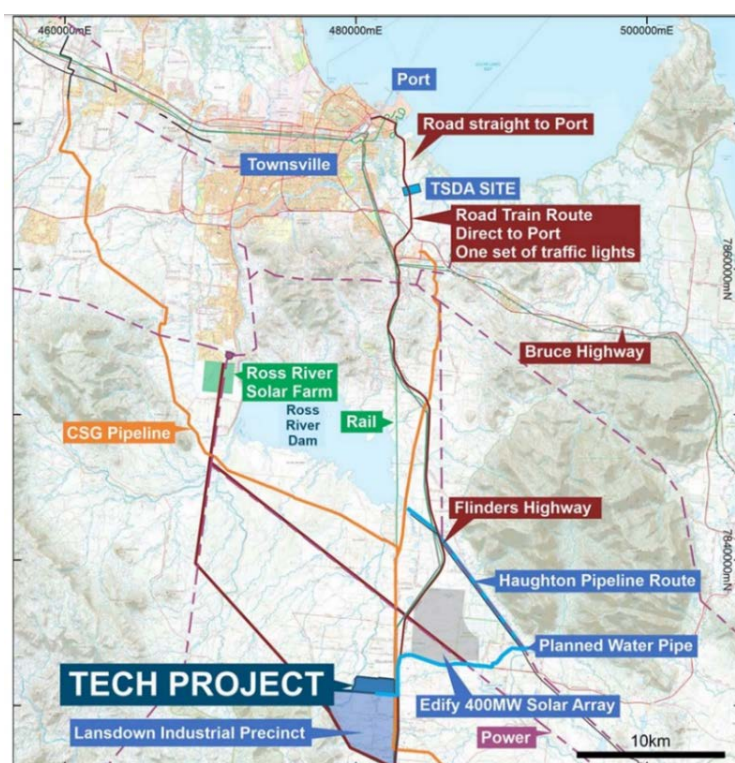 460000mE
480000mE
500000mE
Port
Road straight to Port
Townsville
TSDA SITE
Road Train Route
Direct to Port
One set of traffic lights
7860000mN
Bruce Highway
Ross River
Solar Farm
Ross
River
Dam
Rail
CSG Pipeline
Flinders Highway
7840000mN
Haughton Pipeline Route
Planned Water Pipe
TECH PROJECT
Edify 400MW Solar Array
Lansdown Industrial Precinct
Power
10km